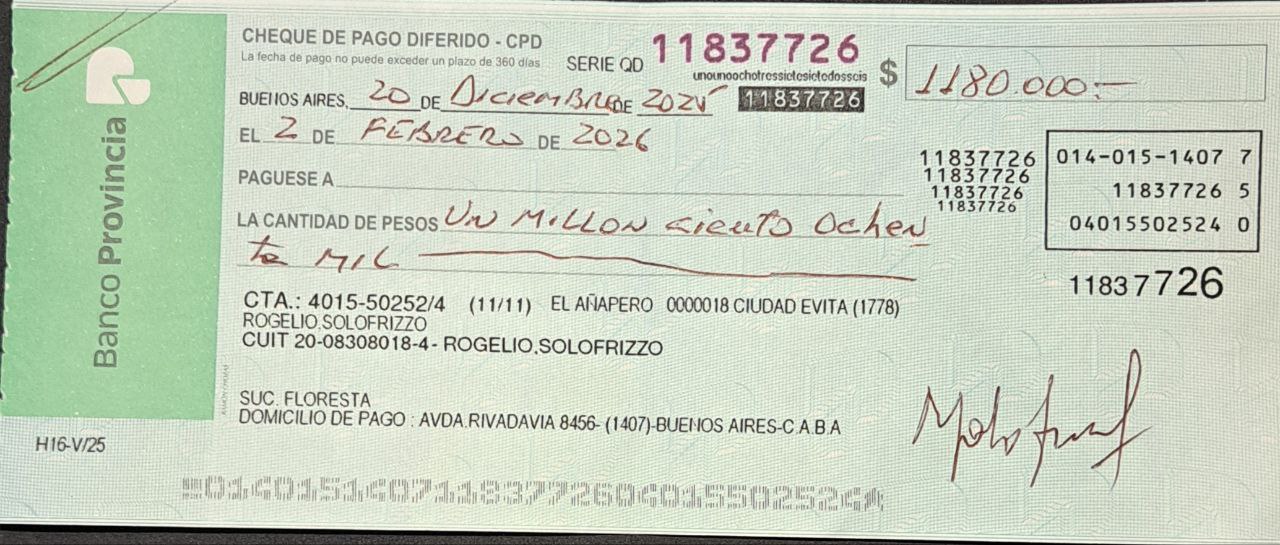 CHEQUE DE PAGO DIFERIDO - CPD
La fecha de pago no puede exceder un plazo de 360 días
SERIE QD 11837726
unounoochotressietesietedosseis
11837726
$ 1180.000:-
BUENOS AIRES, 20 DE DiciEmbRE DE 2025
EL 2 DE FEBRERO DE 2026
PAGUESE A
LA CANTIDAD DE PESOS UN MiLLON ciento Ochen
ta MIL
11837726
11837726
11837726
11837726
014-015-1407 7
11837726 5
04015502524 0
11837726
CTA.: 4015-50252/4 (11/11) EL AÑAPERO 0000018 CIUDAD EVITA (1778)
ROGELIO.SOLOFRIZZO
CUIT 20-08308018-4- ROGELIO.SOLOFRIZZO
SUC. FLORESTA
DOMICILIO DE PAGO : AVDA.RIVADAVIA 8456- (1407)-BUENOS AIRES-C.A.B.A
Banco Provincia
H16-V/25
01401514071183772604015502524